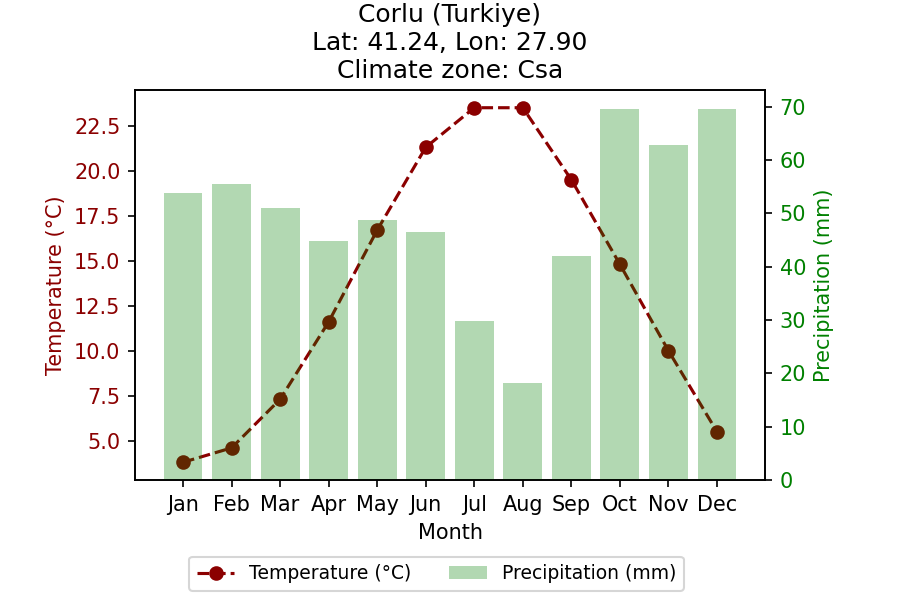 Corlu (Turkiye)
Lat: 41.24, Lon: 27.90
Climate zone: Csa
Temperature (°C)
22.5
20.0
17.5
15.0
12.5
10.0
7.5
5.0
70
60
50
40
30
20
10
0
Precipitation (mm)
Jan Feb Mar Apr May Jun Jul Aug Sep Oct Nov Dec
Month
Temperature (°C) Precipitation (mm)